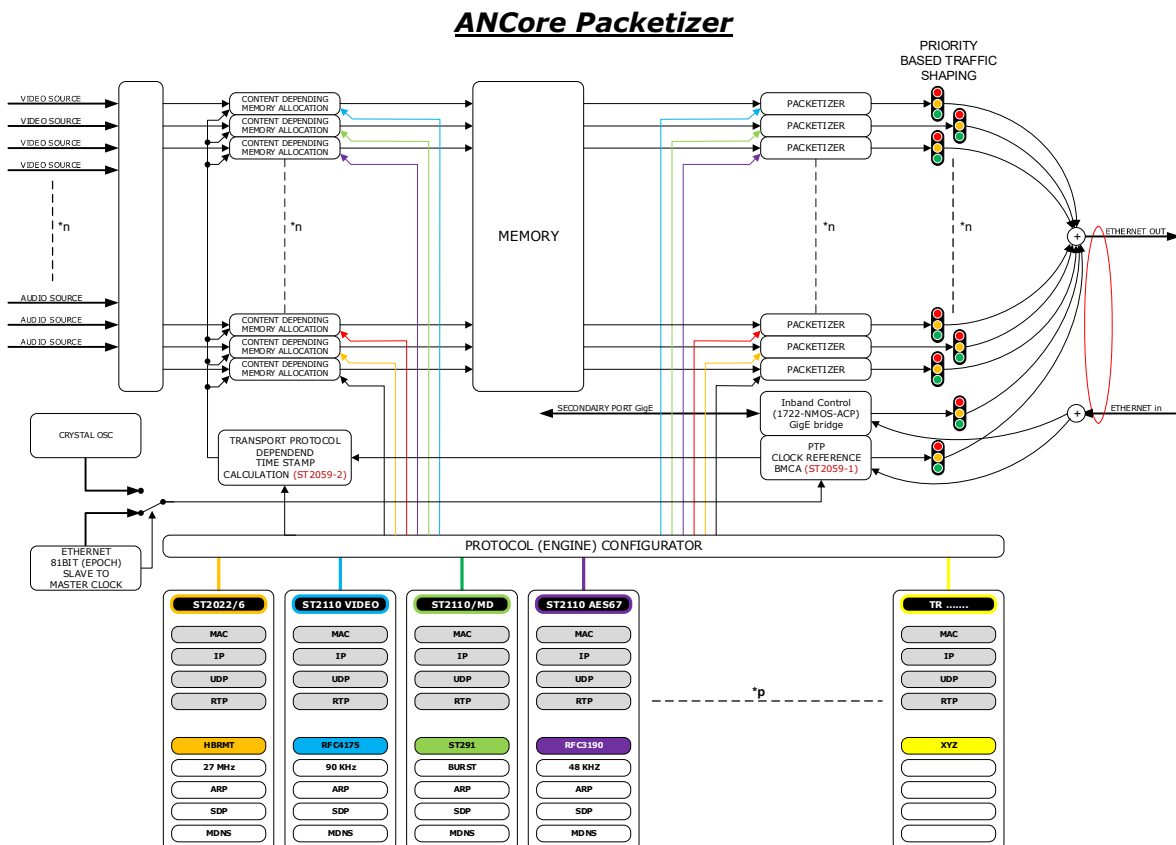 ANCore Packetizer
PRIORITY
BASED TRAFFIC
SHAPING
VIDEO SOURCE
VIDEO SOURCE
VIDEO SOURCE
VIDEO SOURCE
*n
AUDIO SOURCE
AUDIO SOURCE
AUDIO SOURCE
CONTENT DEPENDING
MEMORY ALLOCATION
CONTENT DEPENDING
MEMORY ALLOCATION
CONTENT DEPENDING
MEMORY ALLOCATION
*n
CONTENT DEPENDING
MEMORY ALLOCATION
CONTENT DEPENDING
MEMORY ALLOCATION
CONTENT DEPENDING
MEMORY ALLOCATION
MEMORY
PACKETIZER
PACKETIZER
PACKETIZER
*n
PACKETIZER
PACKETIZER
PACKETIZER
*n
+
ETHERNET OUT
+
ETHERNET in
SECONDAIRY PORT GigE
Inband Control
(1722-NMOS-ACP)
GigE bridge
PTP
CLOCK REFERENCE
BMCA (ST2059-1)
CRYSTAL OSC
TRANSPORT PROTOCOL
DEPENDEND
TIME STAMP
CALCULATION (ST2059-2)
ETHERNET
81BIT (EPOCH)
SLAVE TO
MASTER CLOCK
PROTOCOL (ENGINE) CONFIGURATOR
ST2022/6
MAC
IP
UDP
RTP
HBRMT
27 MHz
ARP
SDP
MDNS
ST2110 VIDEO
MAC
IP
UDP
RTP
RFC4175
90 KHz
ARP
SDP
MDNS
ST2110/MD
MAC
IP
UDP
RTP
ST291
BURST
ARP
SDP
MDNS
ST2110 AES67
MAC
IP
UDP
RTP
RFC3190
48 KHZ
ARP
SDP
MDNS
*p
TR .......
MAC
IP
UDP
RTP
XYZ